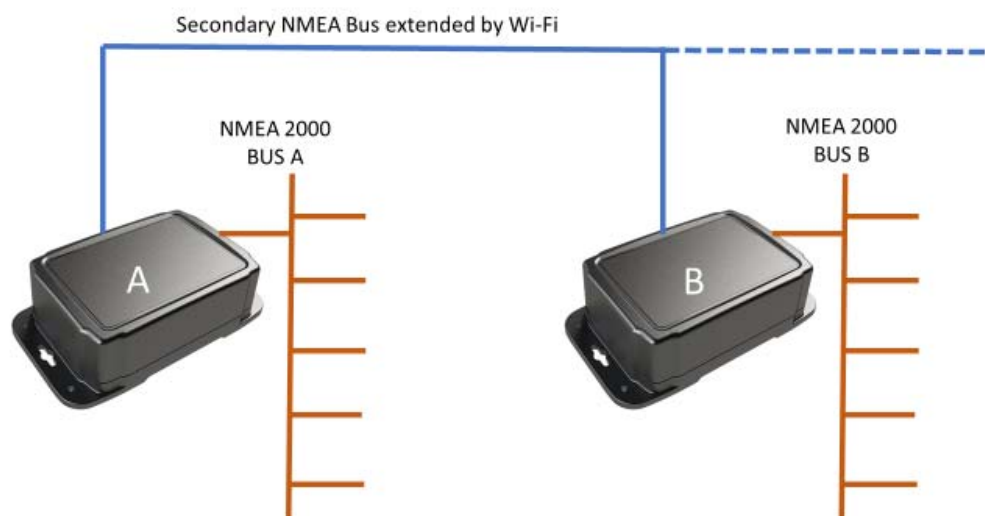 Secondary NMEA Bus extended by Wi-Fi
NMEA 2000
BUS A
NMEA 2000
BUS B
A
B